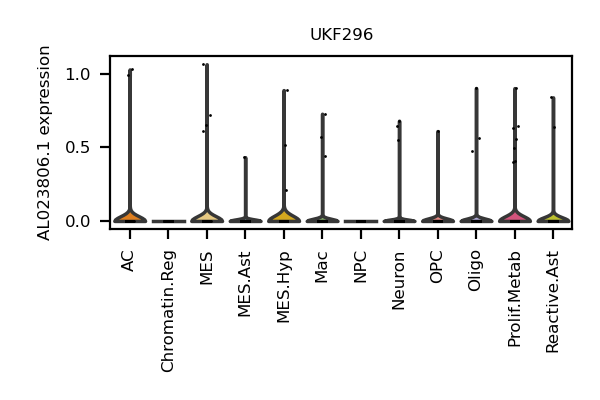 UKF296
AL023806.1 expression
1.0
0.5
0.0
AC
Chromatin.Reg
MES
MES.Ast
MES.Hyp
Mac
NPC
Neuron
OPC
Oligo
Prolif.Metab
Reactive.Ast